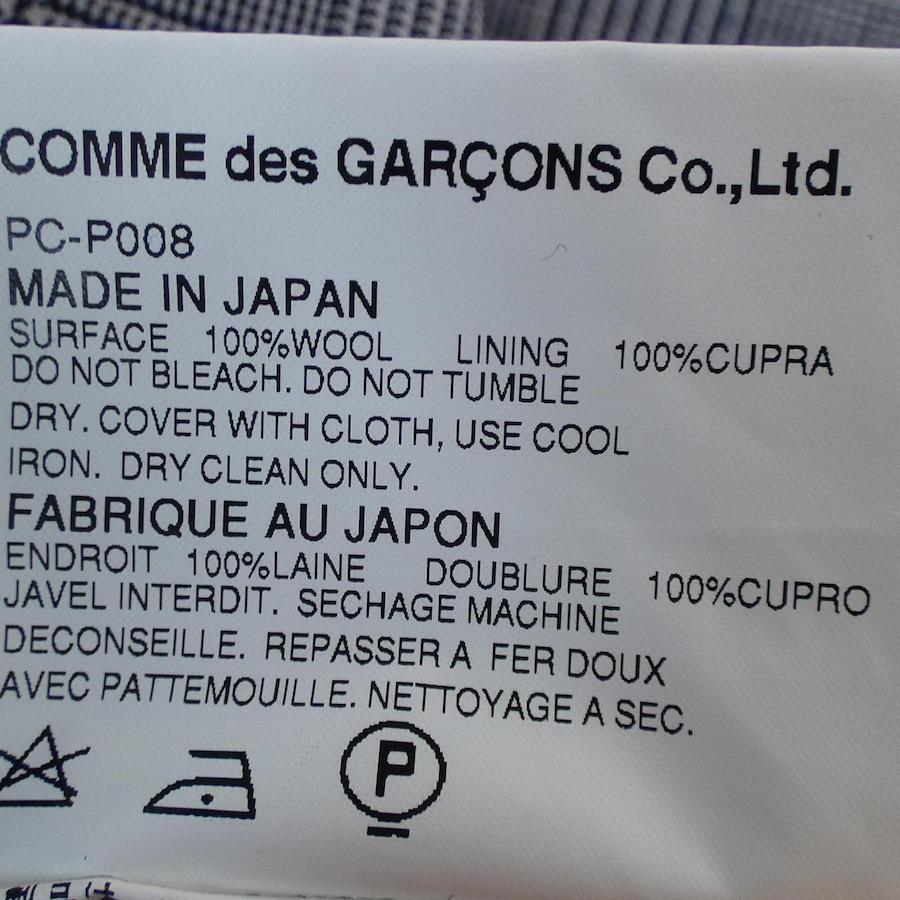 COMME des GARÇONS Co.,Ltd.
PC-P008
MADE IN JAPAN
SURFACE 100%WOOL LINING 100%CUPRA
DO NOT BLEACH. DO NOT TUMBLE
DRY. COVER WITH CLOTH, USE COOL
IRON. DRY CLEAN ONLY.
FABRIQUE AU JAPON
ENDROIT 100%LAINE DOUBLURE 100%CUPRO
JAVEL INTERDIT. SECHAGE MACHINE
DECONSEILLE. REPASSER A FER DOUX
AVEC PATTEMOUILLE. NETTOYAGE A SEC.
P